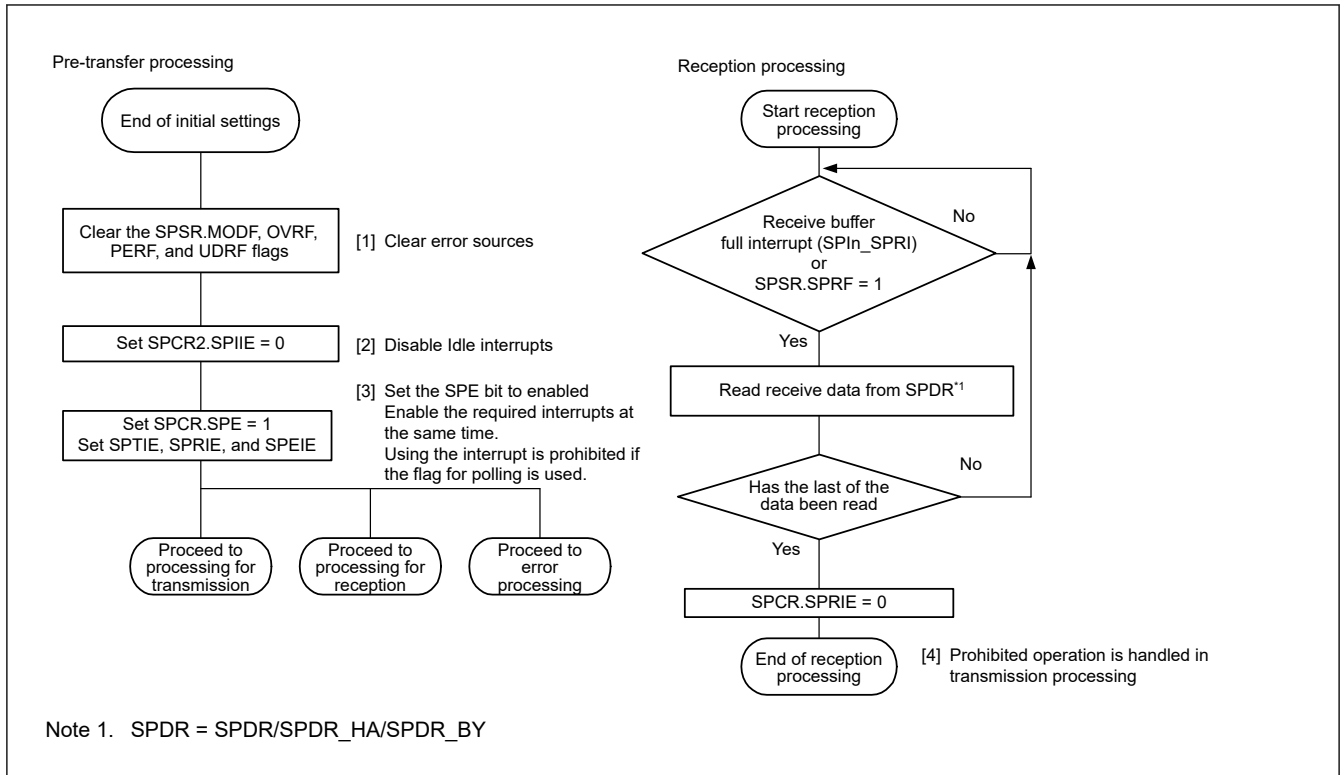 Pre-transfer processing
End of initial settings
Clear the SPSR.MODF, OVRF,
PERF, and UDRF flags
[1] Clear error sources
Set SPCR2.SPIIE = 0
[2] Disable Idle interrupts
Set SPCR.SPE = 1
Set SPTIE, SPRIE, and SPEIE
[3] Set the SPE bit to enabled
Enable the required interrupts at
the same time.
Using the interrupt is prohibited if
the flag for polling is used.
Proceed to
processing for
transmission
Proceed to
processing for
reception
Proceed to
error
processing
Reception processing
Start reception
processing
Receive buffer
full interrupt (SPIn_SPRI)
or
SPSR.SPRF = 1
No
Yes
Read receive data from SPDR*1
Has the last of the
data been read
No
Yes
SPCR.SPRIE = 0
End of reception
processing
[4] Prohibited operation is handled in
transmission processing
Note 1. SPDR = SPDR/SPDR_HA/SPDR_BY